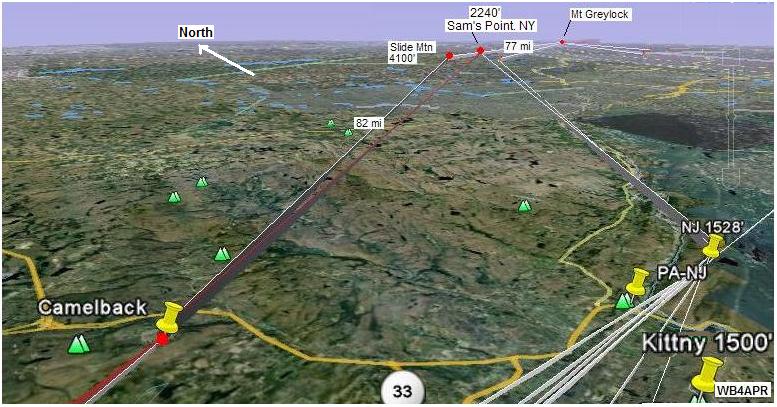 2240'
Sam's Point. NY
Mt Greylock
North
Slide Mtn
4100'
77 mi
82 mi
NJ 1528'
PA-NJ
Camelback
Kittny 1500'
33
WB4APR